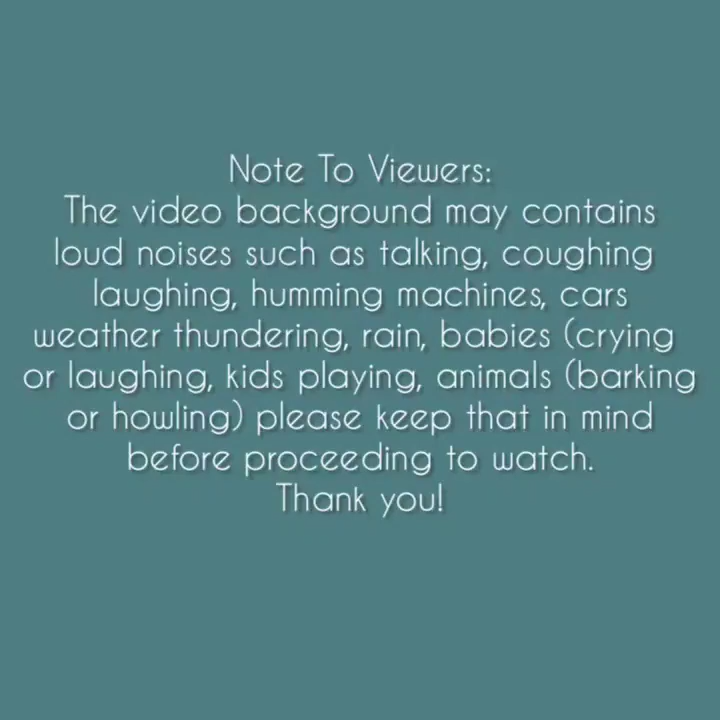 Note To Viewers:
The video background may contains
loud noises such as talking, coughing
laughing, humming machines, cars
weather thundering, rain, babies (crying
or laughing, kids playing, animals (barking
or howling) please keep that in mind
before proceeding to watch.
Thank you!